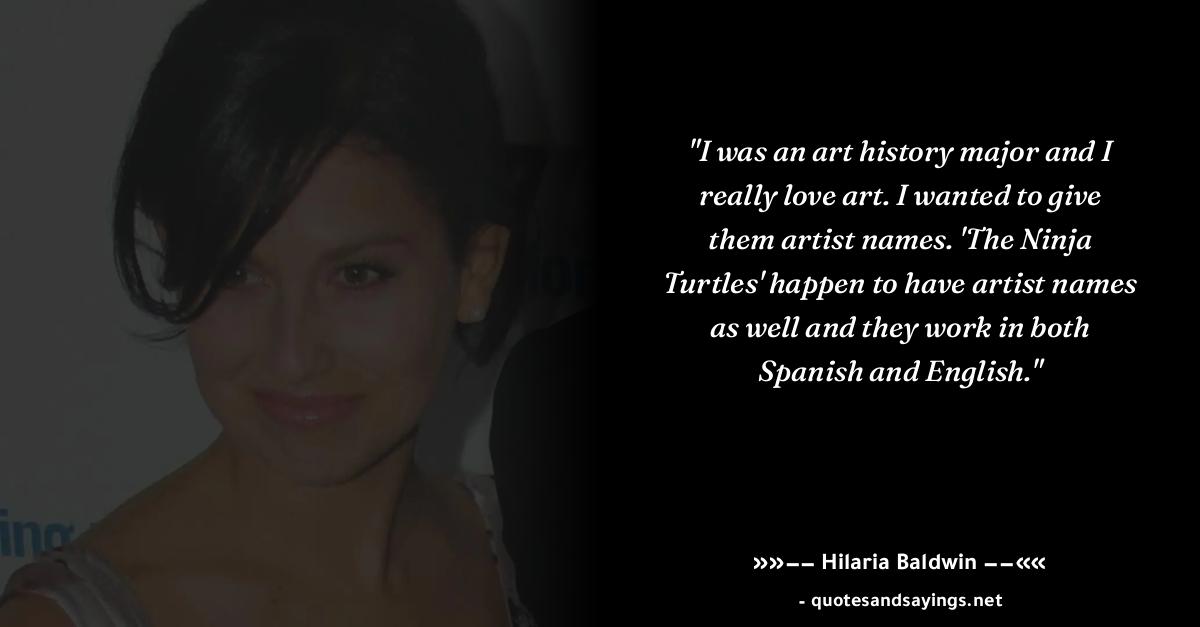 "I was an art history major and I
really love art. I wanted to give
them artist names. 'The Ninja
Turtles' happen to have artist names
as well and they work in both
Spanish and English."
»»−− Hilaria Baldwin −−««
- quotesandsayings.net
ing